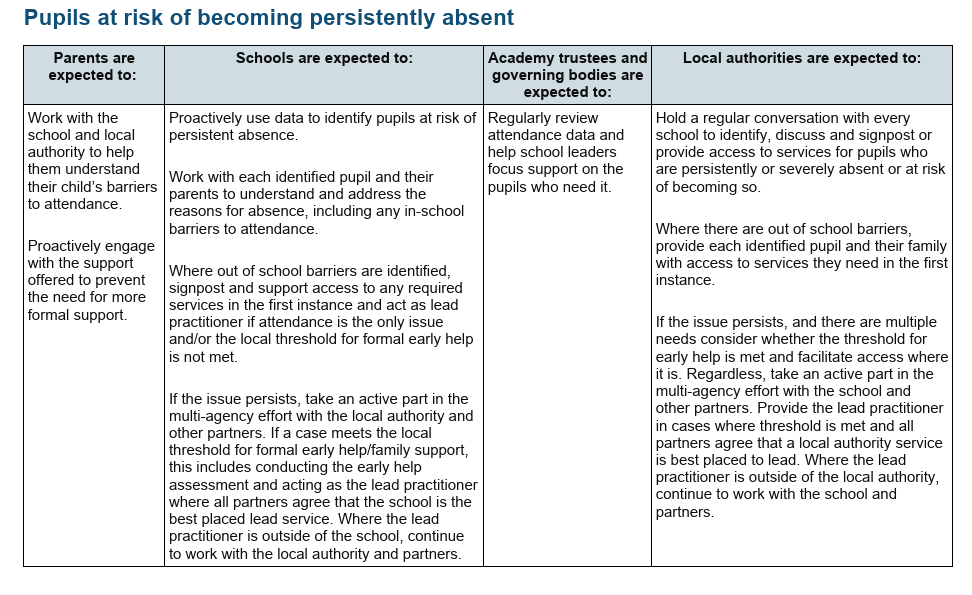 Pupils at risk of becoming persistently absent
Parents are
expected to:
Schools are expected to:
Academy trustees and
governing bodies are
expected to:
Local authorities are expected to:
Work with the
school and local
authority to help
them understand
their child’s barriers
to attendance.
Proactively engage
with the support
offered to prevent
the need for more
formal support.
Proactively use data to identify pupils at risk of
persistent absence.
Work with each identified pupil and their
parents to understand and address the
reasons for absence, including any in-school
barriers to attendance.
Where out of school barriers are identified,
signpost and support access to any required
services in the first instance and act as lead
practitioner if attendance is the only issue
and/or the local threshold for formal early help
is not met.
If the issue persists, take an active part in the
multi-agency effort with the local authority and
other partners. If a case meets the local
threshold for formal early help/family support,
this includes conducting the early help
assessment and acting as the lead practitioner
where all partners agree that the school is the
best placed lead service. Where the lead
practitioner is outside of the school, continue
to work with the local authority and partners.
Regularly review
attendance data and
help school leaders
focus support on the
pupils who need it.
Hold a regular conversation with every
school to identify, discuss and signpost or
provide access to services for pupils who
are persistently or severely absent or at risk
of becoming so.
Where there are out of school barriers,
provide each identified pupil and their family
with access to services they need in the first
instance.
If the issue persists, and there are multiple
needs consider whether the threshold for
early help is met and facilitate access where
it is. Regardless, take an active part in the
multi-agency effort with the school and
other partners. Provide the lead practitioner
in cases where threshold is met and all
partners agree that a local authority service
is best placed to lead. Where the lead
practitioner is outside of the local authority,
continue to work with the school and
partners.